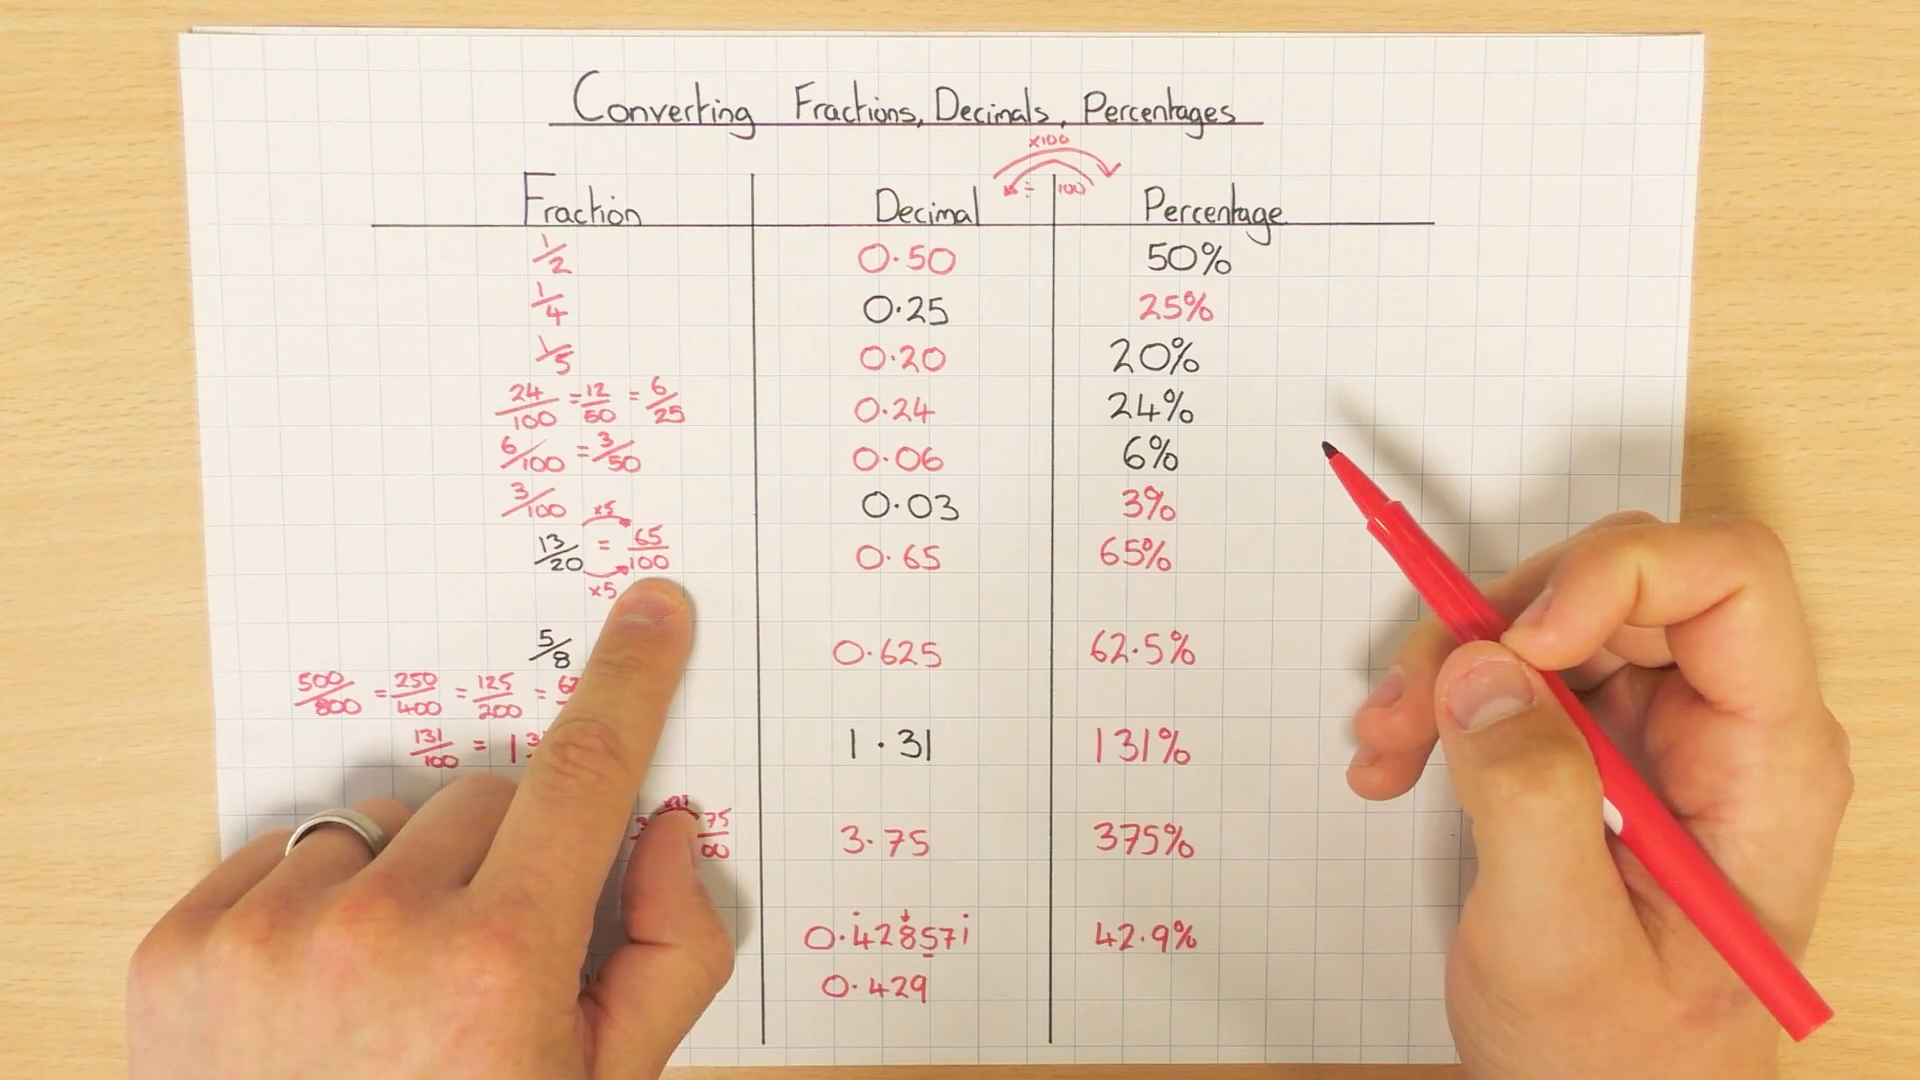 Converting Fractions, Decimals, Percentages
×100
÷ 100
Fraction Decimal Percentage
1/2 0.50 50%
1/4 0.25 25%
1/5 0.20 20%
24/100 = 12/50 = 6/25 0.24 24%
6/100 = 3/50 0.06 6%
3/100 0.03 3%
×5
13/20 = 65/100 0.65 65%
×5
5/8 0.625 62.5%
500/800 = 250/400 = 125/200 =
131/100 = 1 1.31 131%
75 3.75 375%
0.428571 42.9%
0.429